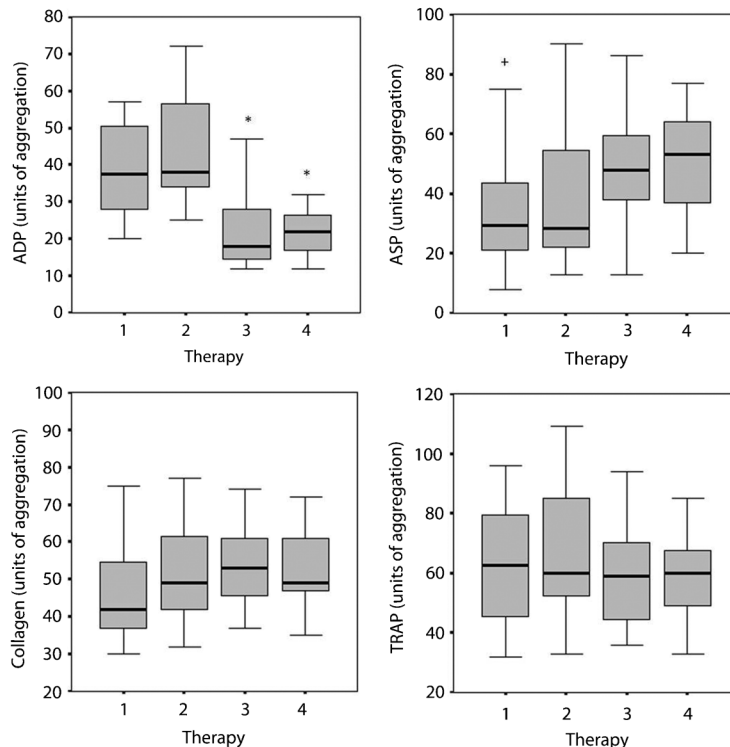 ADP (units of aggregation)
80
70
60
50
40
30
20
10
0
*
*
1 2 3 4
Therapy
ASP (units of aggregation)
100
80
60
40
20
0
+
1 2 3 4
Therapy
Collagen (units of aggregation)
100
90
80
70
60
50
40
30
20
1 2 3 4
Therapy
TRAP (units of aggregation)
120
100
80
60
40
20
1 2 3 4
Therapy